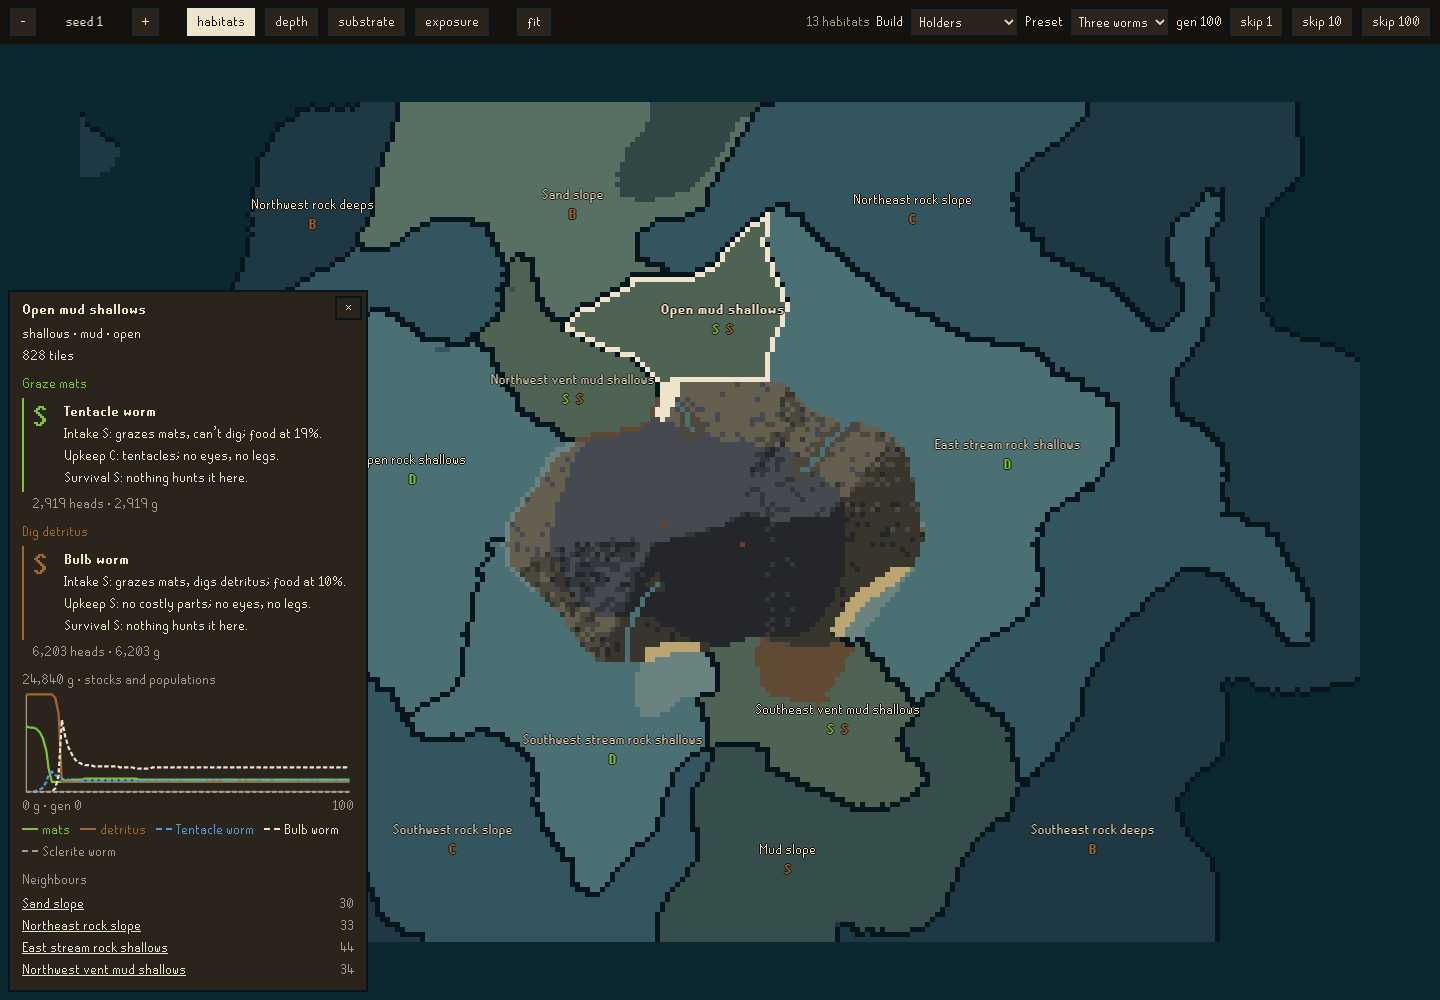 - seed 1 + habitats depth substrate exposure fit 13 habitats Build Holders Preset Three worms gen 100 skip 1 skip 10 skip 100
Northwest rock deeps
B
Sand slope
B
Northeast rock slope
C
Open mud shallows
S S
Northwest vent mud shallows
S S
pen rock shallows
D
East stream rock shallows
D
Southeast vent mud shallows
S S
Southwest stream rock shallows
D
Southwest rock slope
C
Mud slope
S
Southeast rock deeps
B
Open mud shallows ×
shallows · mud · open
828 tiles
Graze mats
S Tentacle worm
Intake S: grazes mats, can't dig; food at 19%.
Upkeep C: tentacles; no eyes, no legs.
Survival S: nothing hunts it here.
2,919 heads · 2,919 g
Dig detritus
S Bulb worm
Intake S: grazes mats, digs detritus; food at 10%.
Upkeep S: no costly parts; no eyes, no legs.
Survival S: nothing hunts it here.
6,203 heads · 6,203 g
24,840 g · stocks and populations
0 g · gen 0 100
mats detritus Tentacle worm Bulb worm
Sclerite worm
Neighbours
Sand slope 30
Northeast rock slope 33
East stream rock shallows 44
Northwest vent mud shallows 34